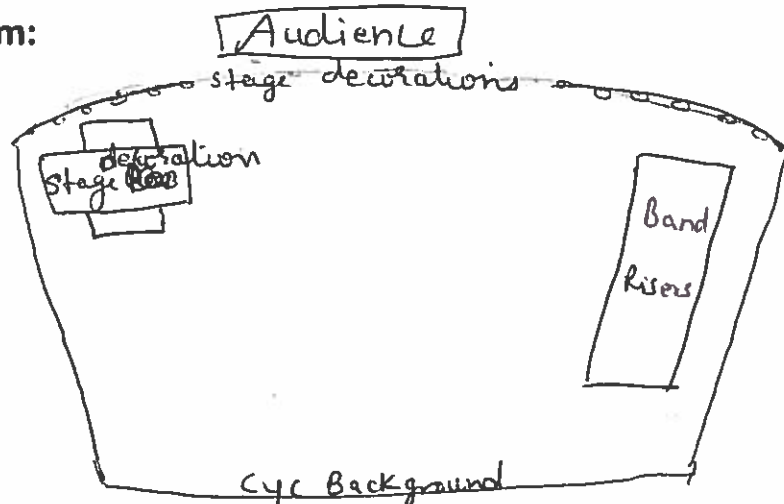 m:
Audience
stage decorations
decoration
Stage
Band
Risers
Cyc Background